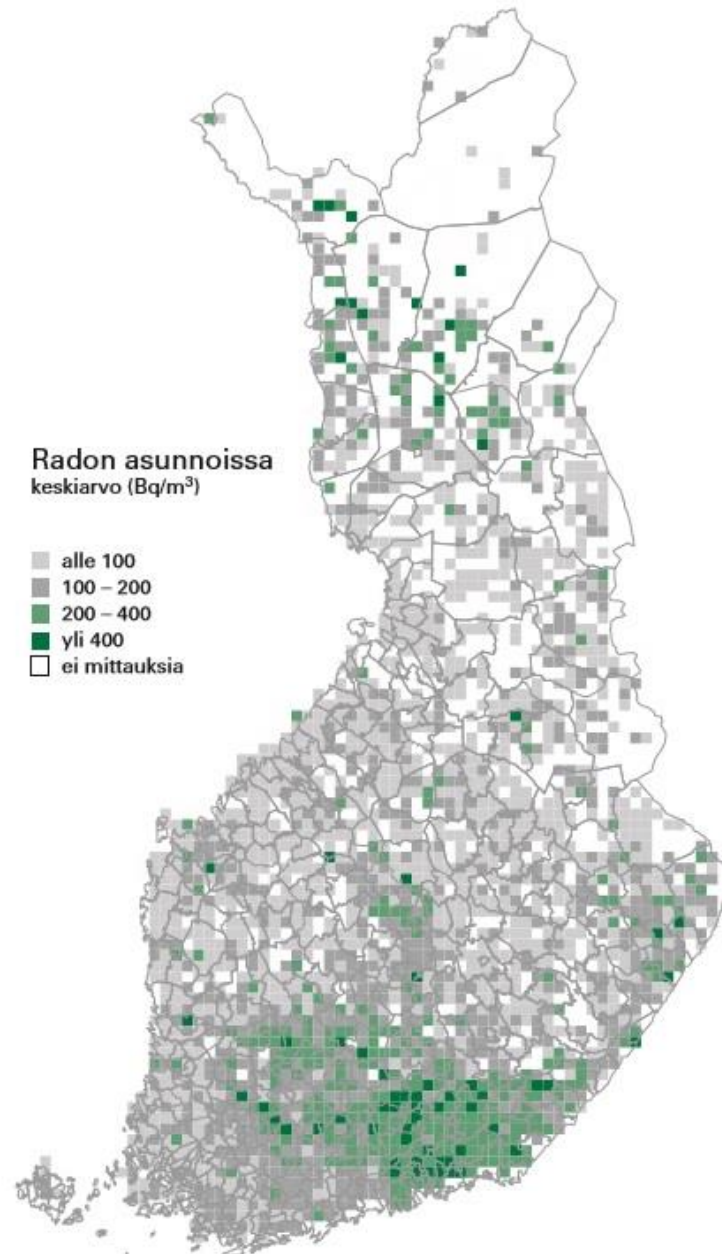 Radon asunnoissa
keskiarvo (Bq/m³)
alle 100
100 – 200
200 – 400
yli 400
ei mittauksia